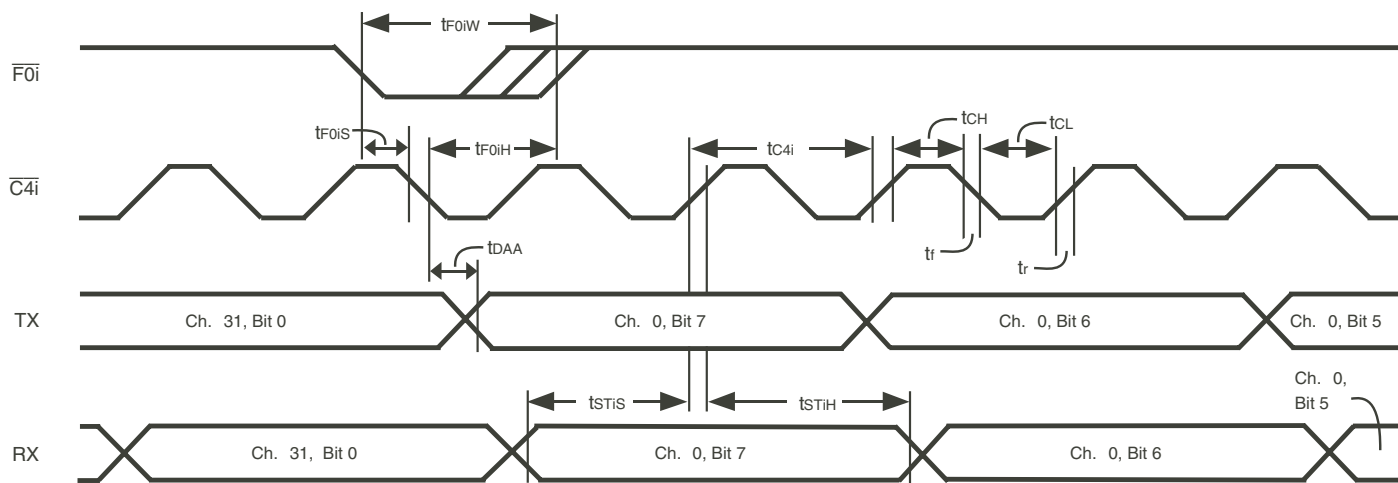 tF0iW
F0i
tF0iS
tF0iH
tC4i
tCH
tCL
C4i
tDAA
tf
tr
TX
Ch. 31, Bit 0
Ch. 0, Bit 7
Ch. 0, Bit 6
Ch. 0, Bit 5
Ch. 0,
Bit 5
tSTiS
tSTiH
RX
Ch. 31, Bit 0
Ch. 0, Bit 7
Ch. 0, Bit 6